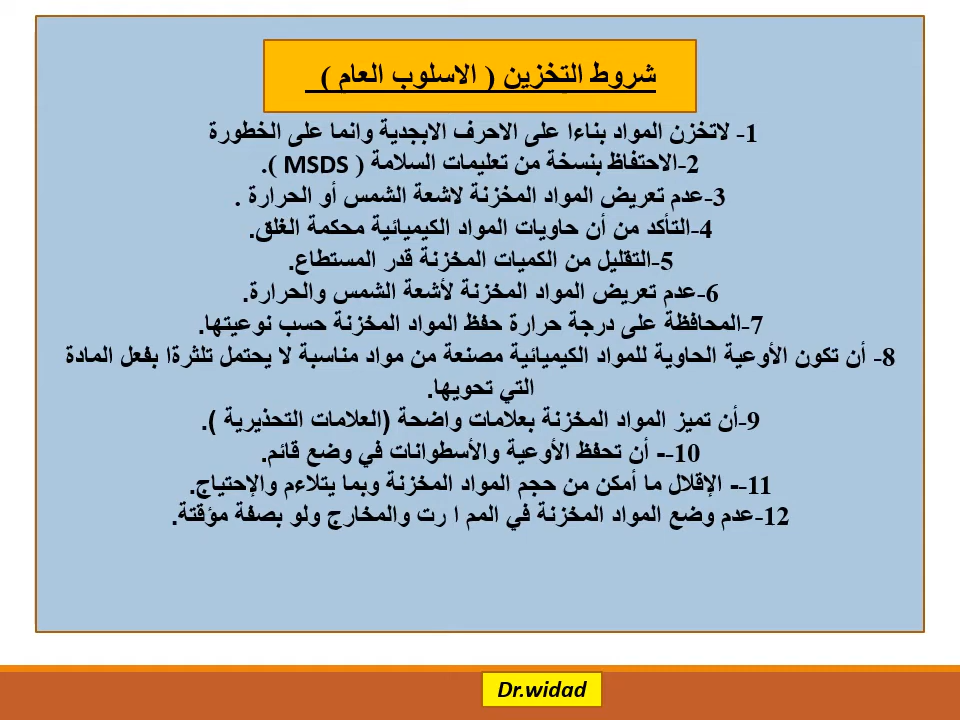 شروط التخزين ( الاسلوب العام )
1- لاتخزن المواد بناءا على الاحرف الابجدية وانما على الخطورة
2-الاحتفاظ بنسخة من تعليمات السلامة ( MSDS ).
3-عدم تعريض المواد المخزنة لاشعة الشمس أو الحرارة .
4-التأكد من أن حاويات المواد الكيميائية محكمة الغلق.
5-التقليل من الكميات المخزنة قدر المستطاع.
6-عدم تعريض المواد المخزنة لأشعة الشمس والحرارة.
7-المحافظة على درجة حرارة حفظ المواد المخزنة حسب نوعيتها.
8- أن تكون الأوعية الحاوية للمواد الكيميائية مصنعة من مواد مناسبة لا يحتمل تلثرةا بفعل المادة
التي تحويها.
9-أن تميز المواد المخزنة بعلامات واضحة (العلامات التحذيرية ).
10-- أن تحفظ الأوعية والأسطوانات في وضع قائم.
11-- الإقلال ما أمكن من حجم المواد المخزنة وبما يتلاءم والإحتياج.
12-عدم وضع المواد المخزنة في المم ا رت والمخارج ولو بصفة مؤقتة.
Dr.widad